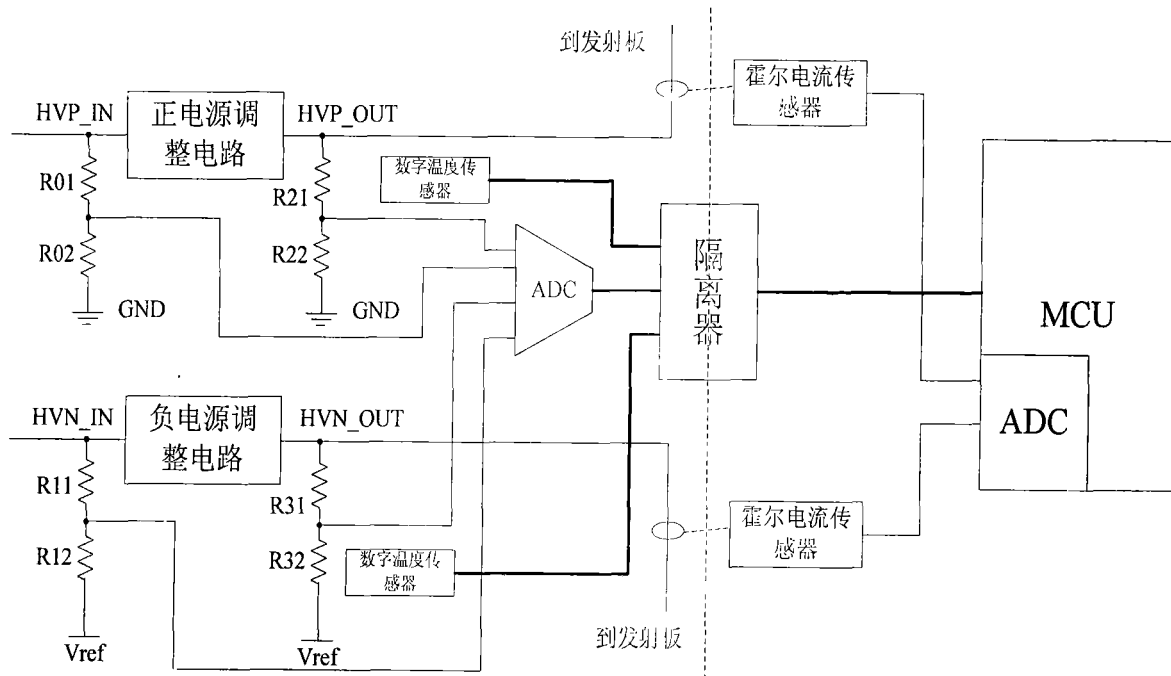 到发射板
霍尔电流传
感器
HVP_IN
正电源调
整电路
HVP_OUT
R01
R21
数字温度传
感器
R02
R22
GND
GND
ADC
隔
离
器
MCU
ADC
HVN_IN
负电源调
整电路
HVN_OUT
R11
R31
霍尔电流传
感器
R12
R32
数字温度传
感器
Vref
Vref
到发射板